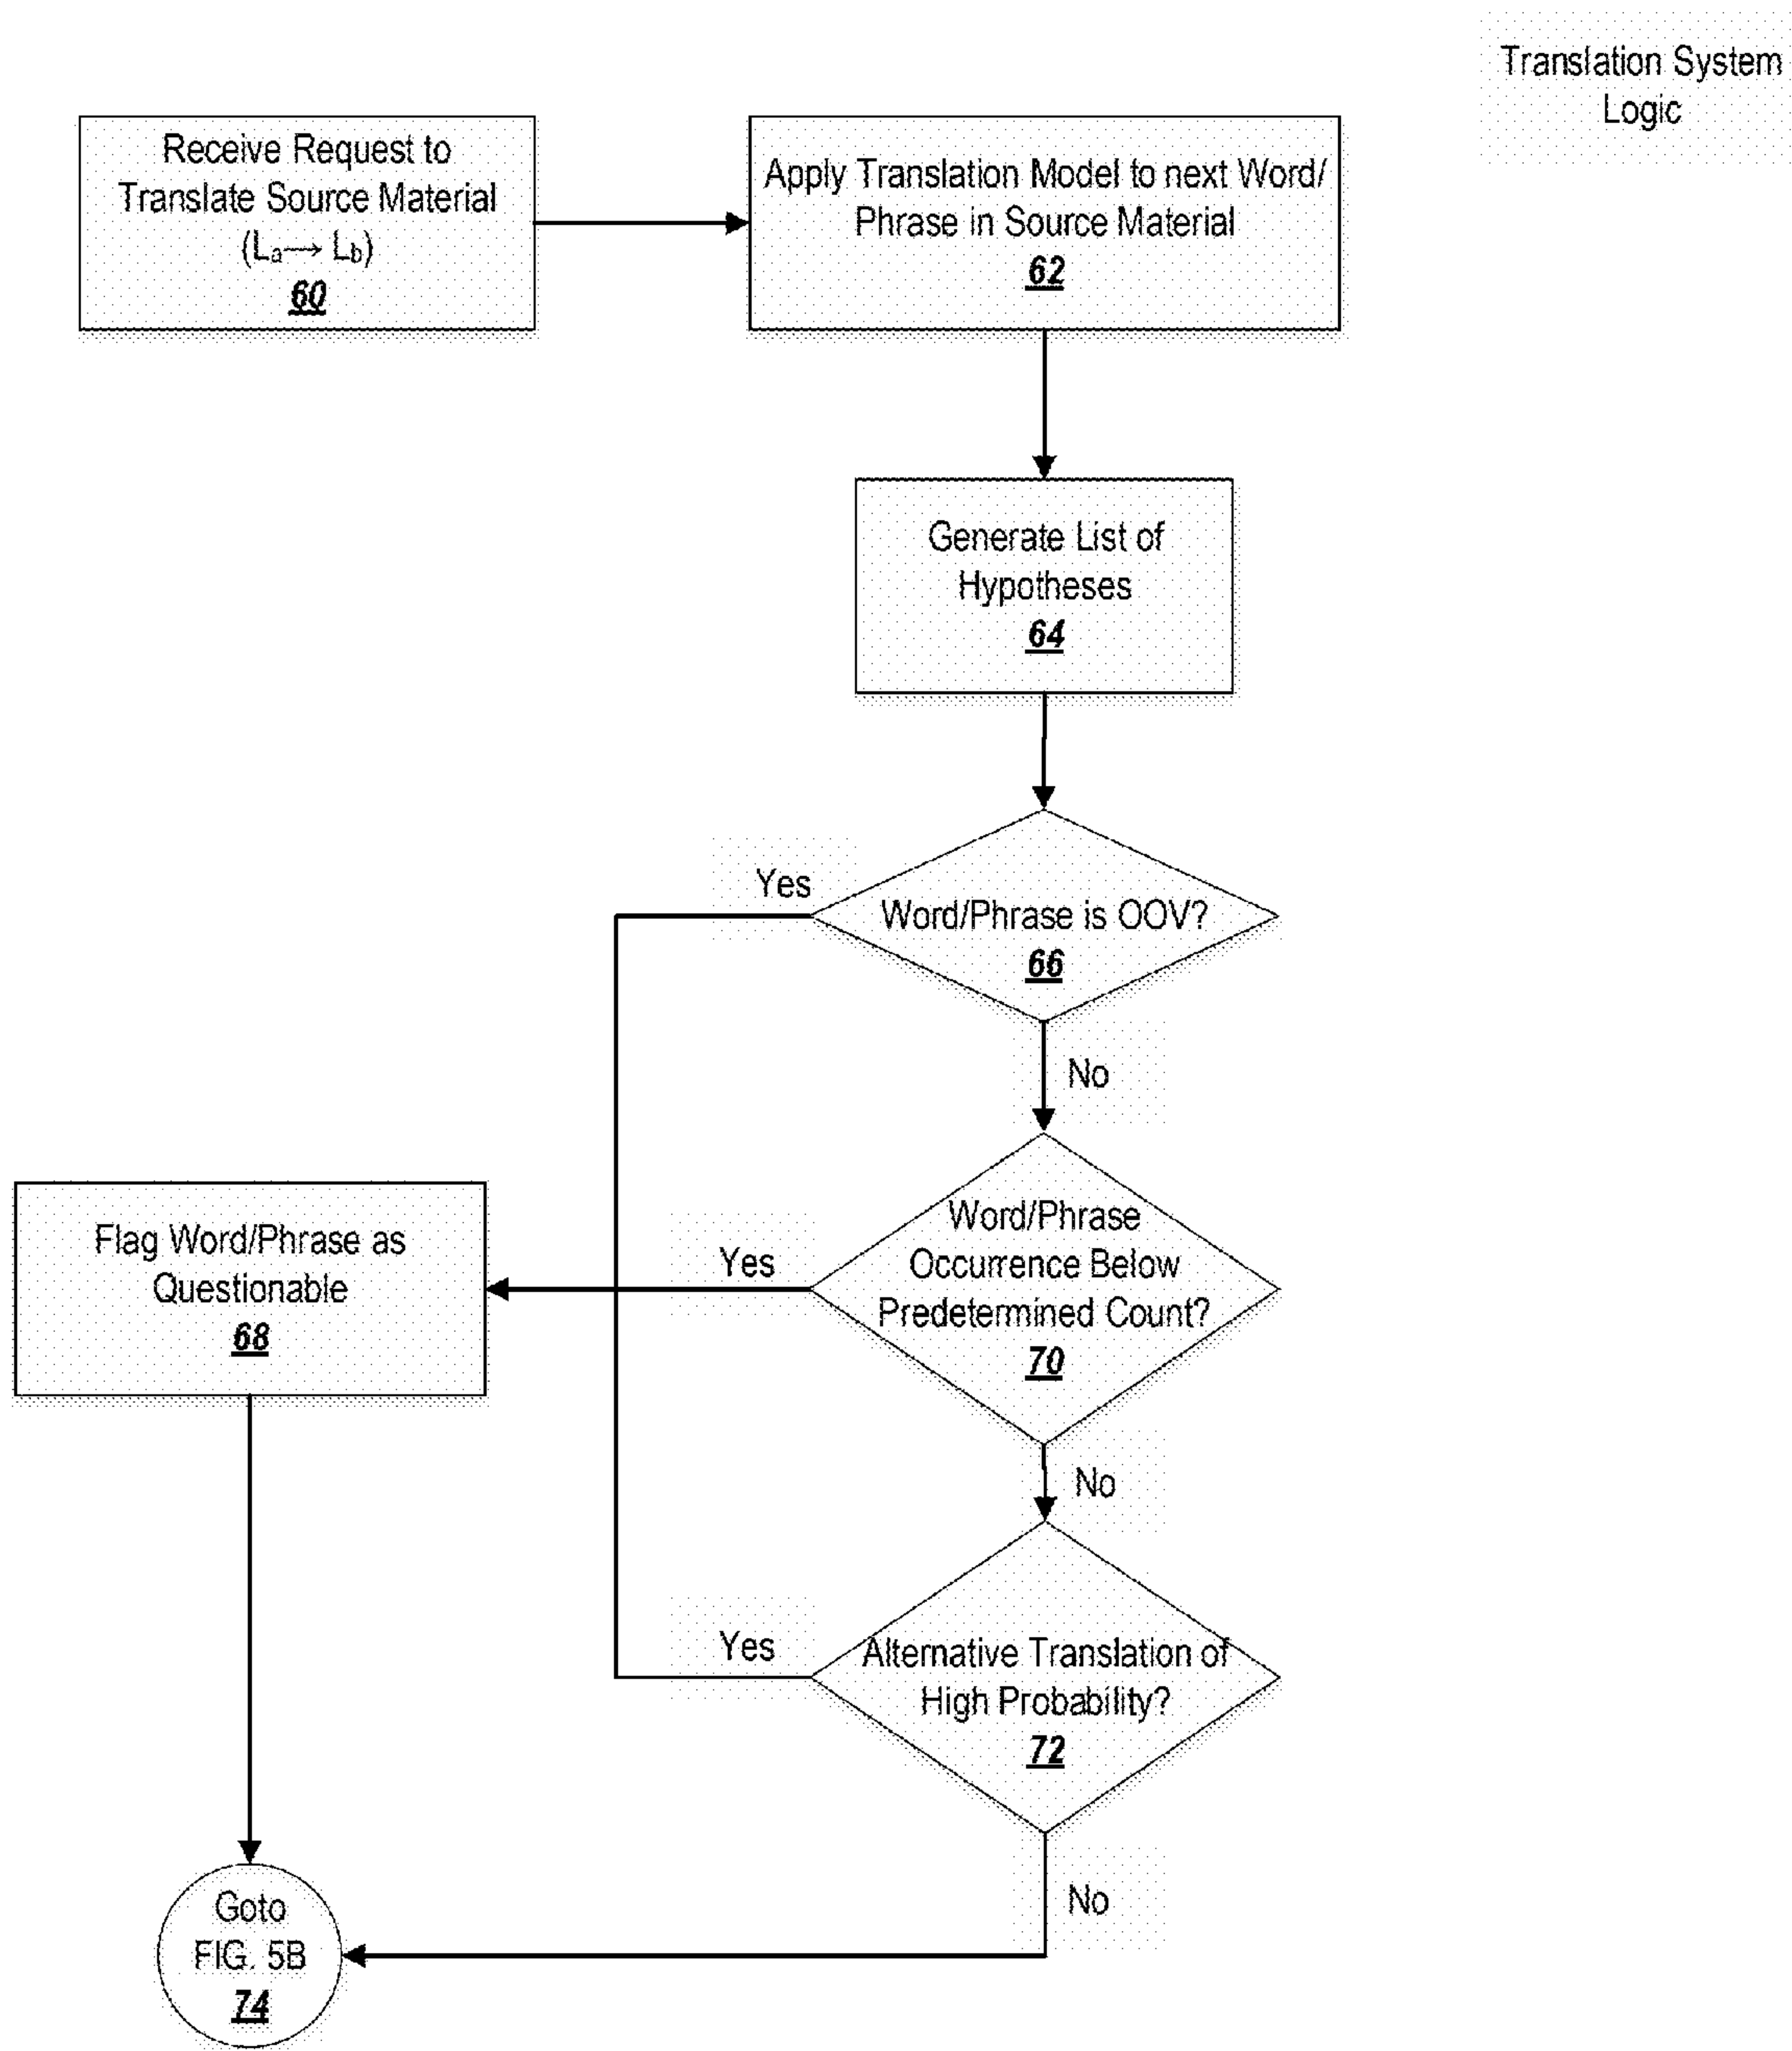 Translation System
Logic
Receive Request to
Translate Source Material
(La→ Lb)
60
Apply Translation Model to next Word/
Phrase in Source Material
62
Generate List of
Hypotheses
64
Yes
Word/Phrase is OOV?
66
No
Flag Word/Phrase as
Questionable
68
Yes
Word/Phrase
Occurrence Below
Predetermined Count?
70
No
Yes
Alternative Translation of
High Probability?
72
No
Goto
FIG. 5B
74